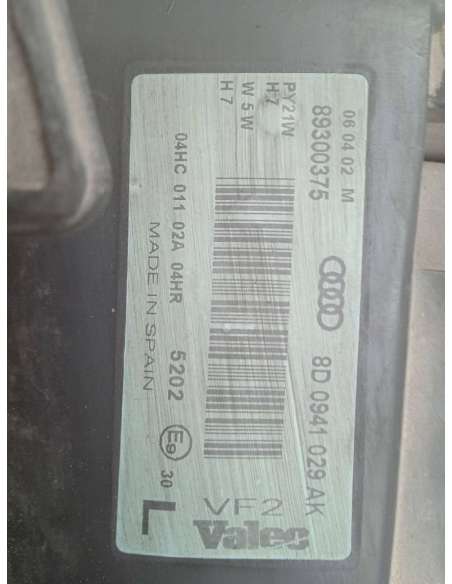 06 04 02 M
89300375
8D 0941 029 AK
PY21W
H7
W5W
H7
VF2
Valeo
04HC 011 02A 04HR 5202 E9 30
MADE IN SPAIN
L